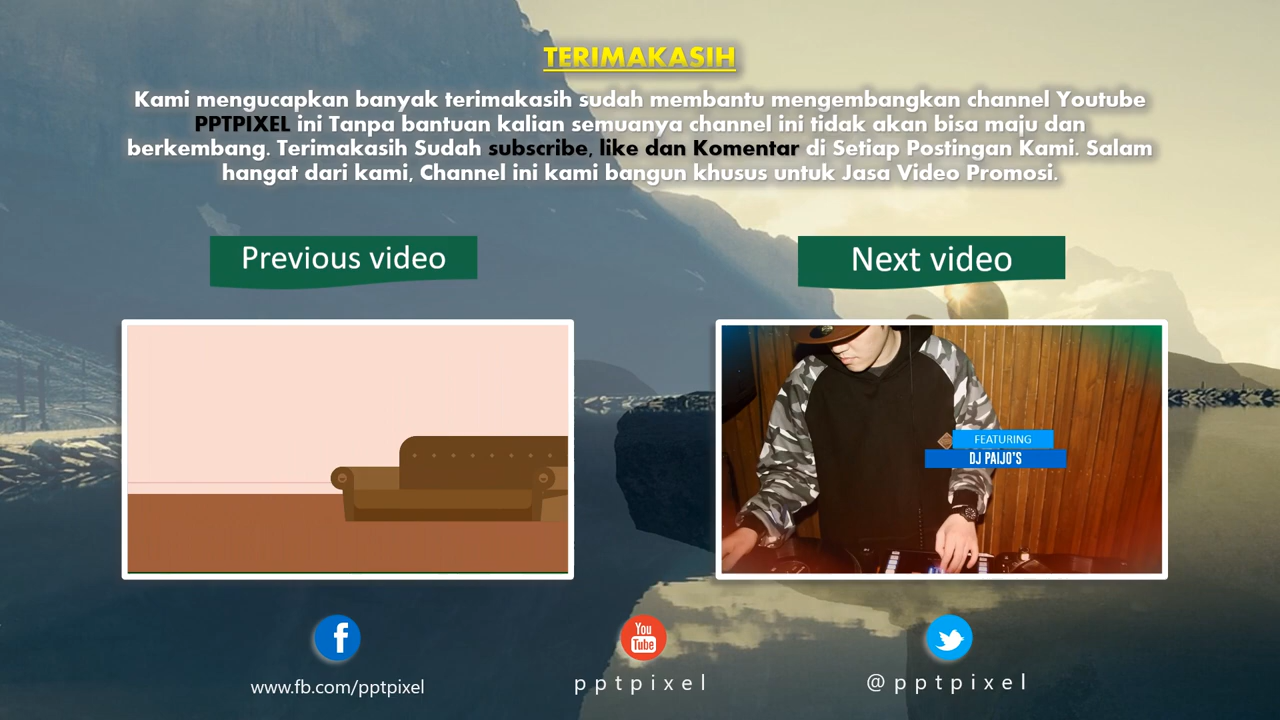 TERIMAKASIH
Kami mengucapkan banyak terimakasih sudah membantu mengembangkan channel Youtube
PPTPIXEL ini Tanpa bantuan kalian semuanya channel ini tidak akan bisa maju dan
berkembang. Terimakasih Sudah subscribe, like dan Komentar di Setiap Postingan Kami. Salam
hangat dari kami, Channel ini kami bangun khusus untuk Jasa Video Promosi.
Previous video
Next video
FEATURING
DJ PAIJO'S
f
You
Tube
www.fb.com/pptpixel
pptpixel
@pptpixel